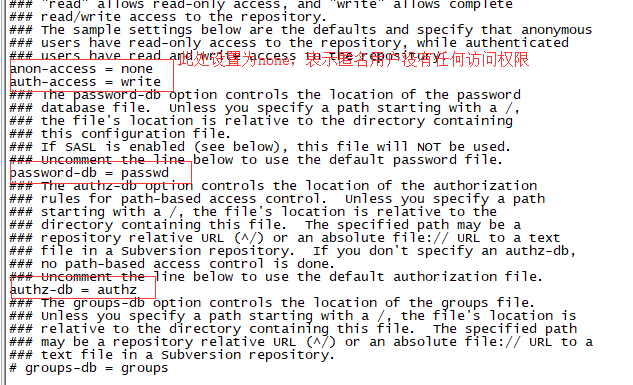 ### "read" allows read-only access, and "write" allows complete
### read/write access to the repository.
### The sample settings below are the defaults and specify that anonymous
### users have read-only access to the repository, while authenticated
### users have read and write access to the repository.
anon-access = none 此处设置为none，表示匿名用户没有任何访问权限
auth-access = write
### The password-db option controls the location of the password
### database file.  Unless you specify a path starting with a /,
### the file's location is relative to the directory containing
### this configuration file.
### If SASL is enabled (see below), this file will NOT be used.
### Uncomment the line below to use the default password file.
password-db = passwd
### The authz-db option controls the location of the authorization
### rules for path-based access control.  Unless you specify a path
### starting with a /, the file's location is relative to the
### directory containing this file.  The specified path may be a
### repository relative URL (^/) or an absolute file:// URL to a text
### file in a Subversion repository.  If you don't specify an authz-db,
### no path-based access control is done.
### Uncomment the line below to use the default authorization file.
authz-db = authz
### The groups-db option controls the location of the groups file.
### Unless you specify a path starting with a /, the file's location is
### relative to the directory containing this file.  The specified path
### may be a repository relative URL (^/) or an absolute file:// URL to a
### text file in a Subversion repository.
# groups-db = groups